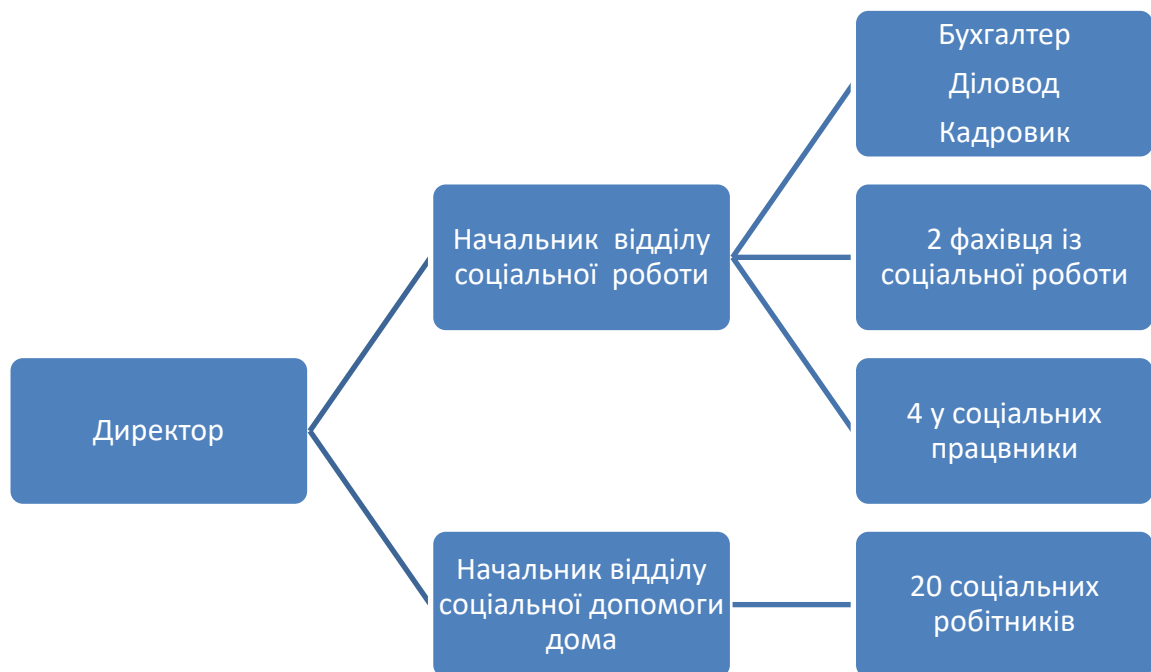 Бухгалтер
Діловод
Кадровик
Начальник відділу
соціальної роботи
2 фахівця із
соціальної роботи
Директор
4 у соціальних
працвники
Начальник відділу
соціальної допомоги
дома
20 соціальних
робітників